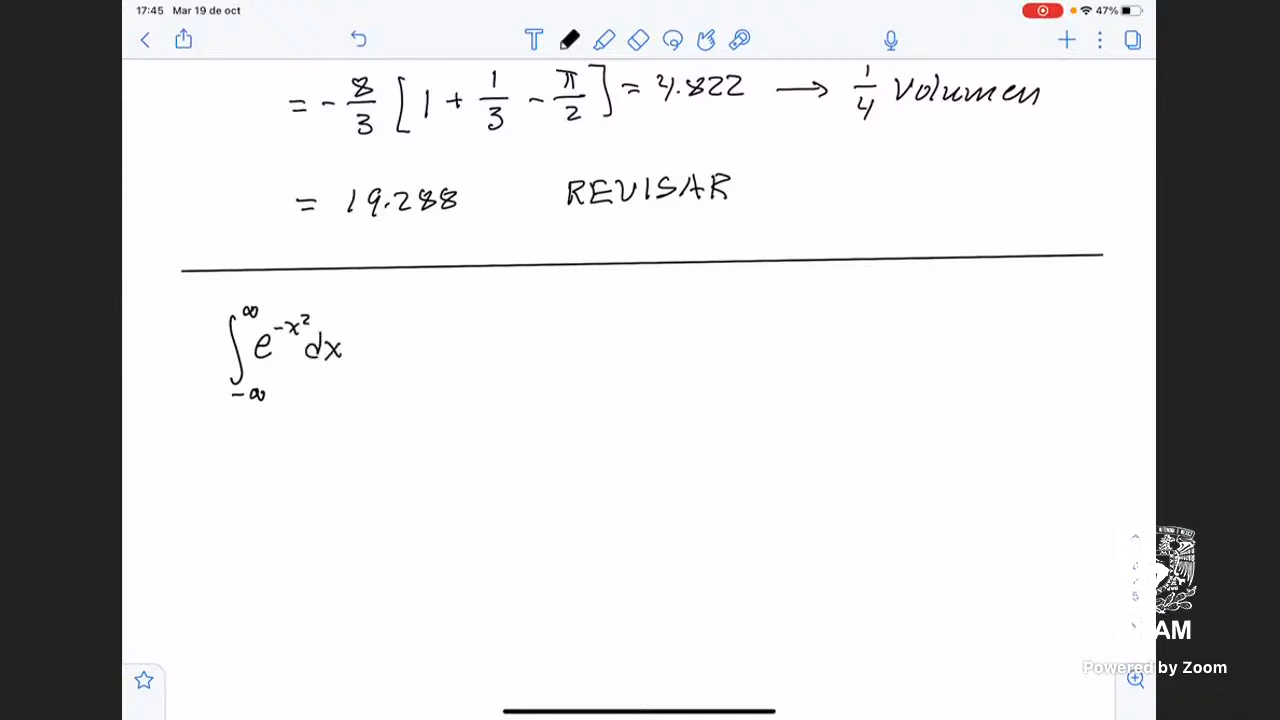 17:45 Mar 19 de oct 47%
= - 8/3 [1 + 1/3 - π/2] = 4.822 → 1/4 Volumen
= 19.288 REVISAR
∫_{-∞}^{∞} e^{-x²} dx
Powered by Zoom